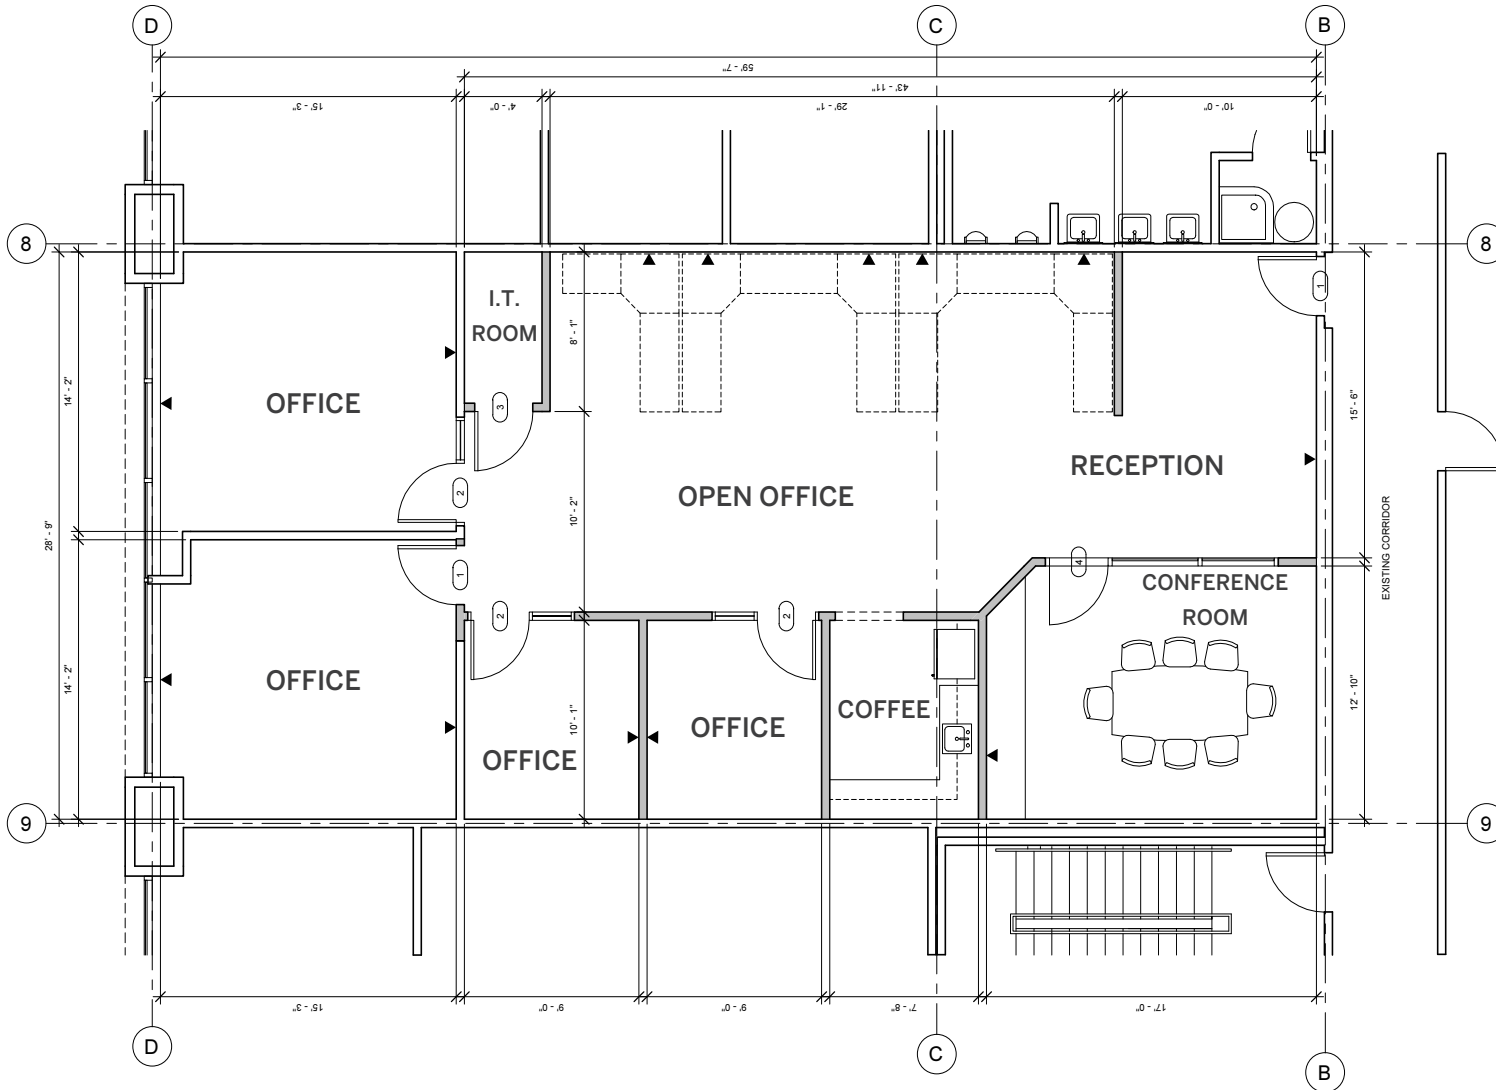 D
C
B
59' - 7"
43' - 11"
15' - 3"
4' - 0"
29' - 1"
10' - 0"
8
8
1
I.T.
ROOM
8' - 1"
14' - 2"
OFFICE
3
15' - 6"
RECEPTION
2
OPEN OFFICE
10' - 2"
28' - 9"
EXISTING CORRIDOR
4
1
CONFERENCE
ROOM
2
2
14' - 2"
OFFICE
12' - 10"
COFFEE
10' - 1"
OFFICE
OFFICE
9
9
15' - 3"
9' - 0"
9' - 0"
7' - 8"
17' - 0"
D
C
B